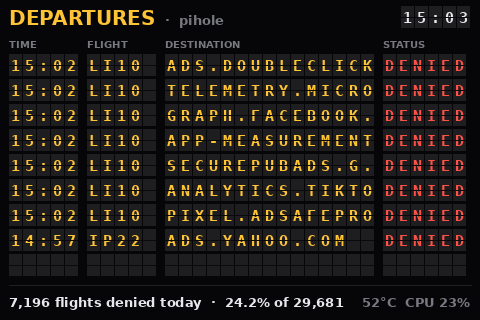 DEPARTURES · pihole 15:03
TIME FLIGHT DESTINATION STATUS
15:02 LI10 ADS.DOUBLECLICK DENIED
15:02 LI10 TELEMETRY.MICRO DENIED
15:02 LI10 GRAPH.FACEBOOK. DENIED
15:02 LI10 APP-MEASUREMENT DENIED
15:02 LI10 SECUREPUBADS.G. DENIED
15:02 LI10 ANALYTICS.TIKTO DENIED
15:02 LI10 PIXEL.ADSAFEPRO DENIED
14:57 IP22 ADS.YAHOO.COM DENIED
7,196 flights denied today · 24.2% of 29,681 52°C CPU 23%